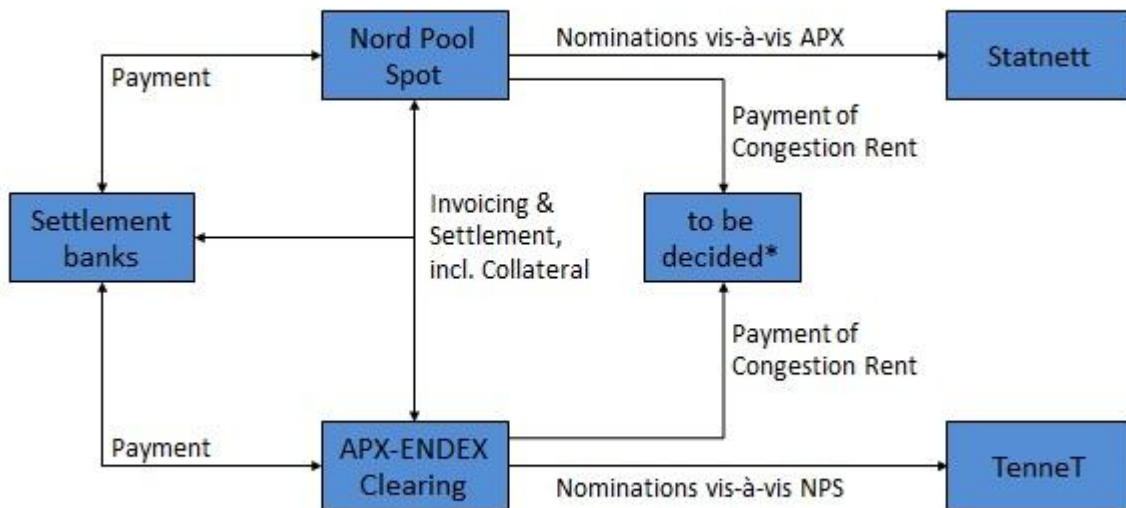 Nord Pool
Spot
Nominations vis-à-vis APX
Statnett
Payment
Payment of
Congestion Rent
Settlement
banks
Invoicing &
Settlement,
incl. Collateral
to be
decided*
Payment of
Congestion Rent
Payment
APX-ENDEX
Clearing
Nominations vis-à-vis NPS
TenneT